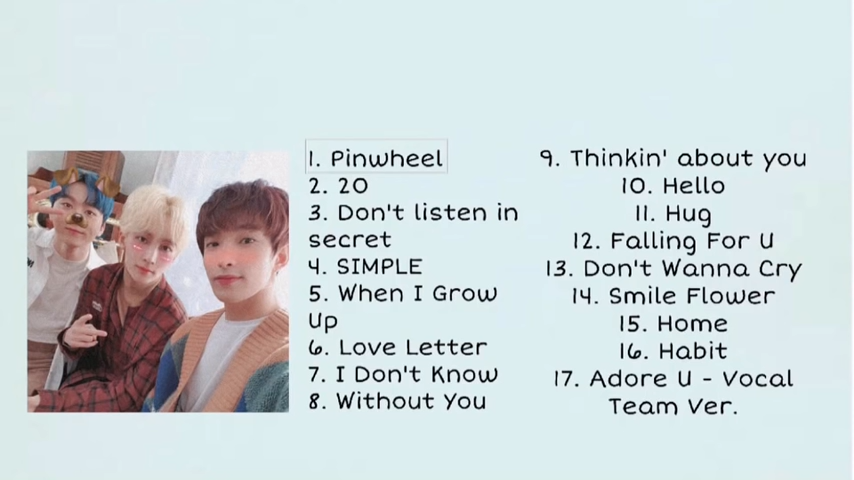 1. Pinwheel
2. 20
3. Don't listen in
secret
4. SIMPLE
5. When I Grow
Up
6. Love Letter
7. I Don't Know
8. Without You
9. Thinkin' about you
10. Hello
11. Hug
12. Falling For U
13. Don't Wanna Cry
14. Smile Flower
15. Home
16. Habit
17. Adore U - Vocal
Team Ver.